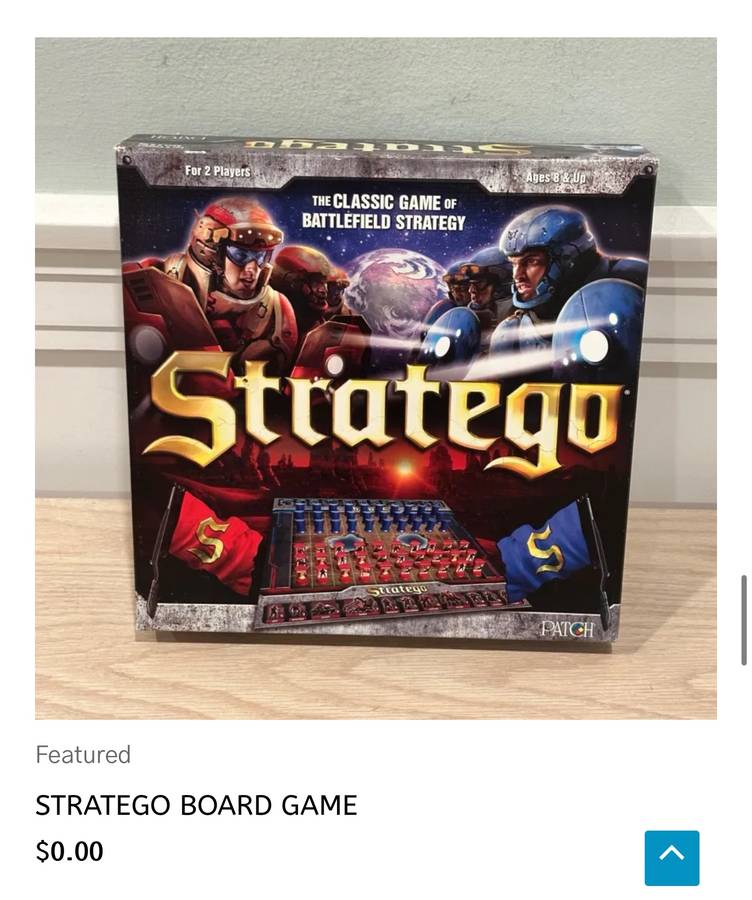 Stratego
For 2 Players
Ages 8 & Up
THE CLASSIC GAME OF
BATTLEFIELD STRATEGY
Stratego
S
S
Stratego
PATCH
Featured
STRATEGO BOARD GAME
$0.00